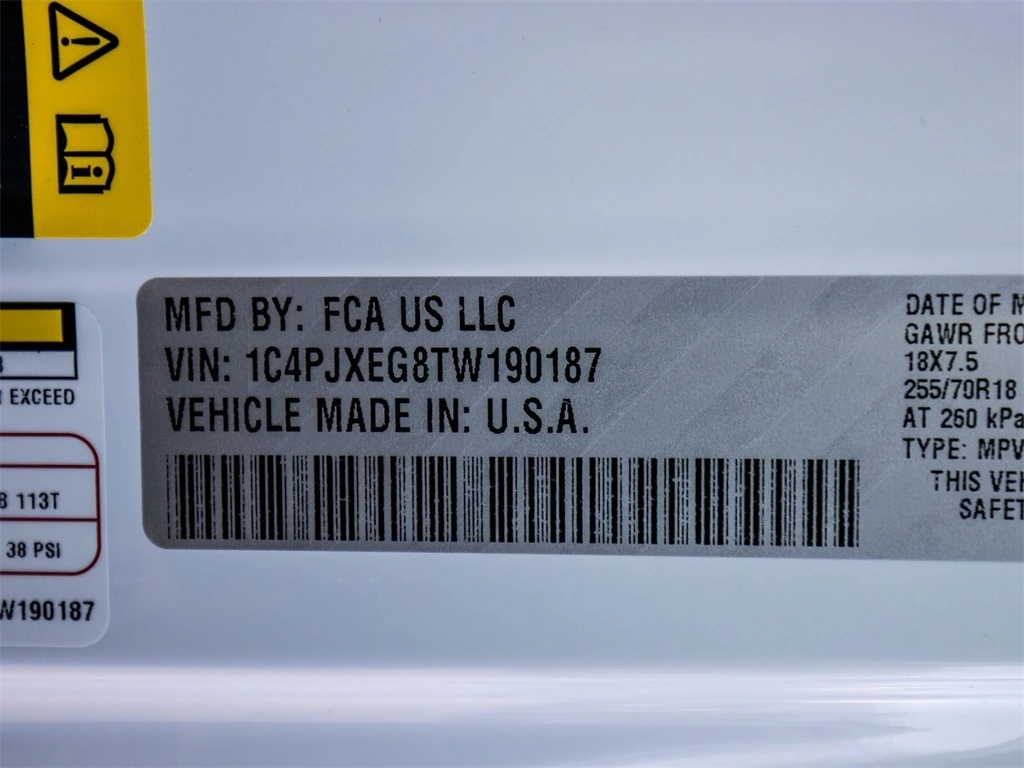 MFD BY: FCA US LLC
VIN: 1C4PJXEG8TW190187
VEHICLE MADE IN: U.S.A.
DATE OF M
GAWR FRO
18X7.5
255/70R18
AT 260 kPa
TYPE: MPV
THIS VEH
SAFET
EXCEED
113T
38 PSI
W190187